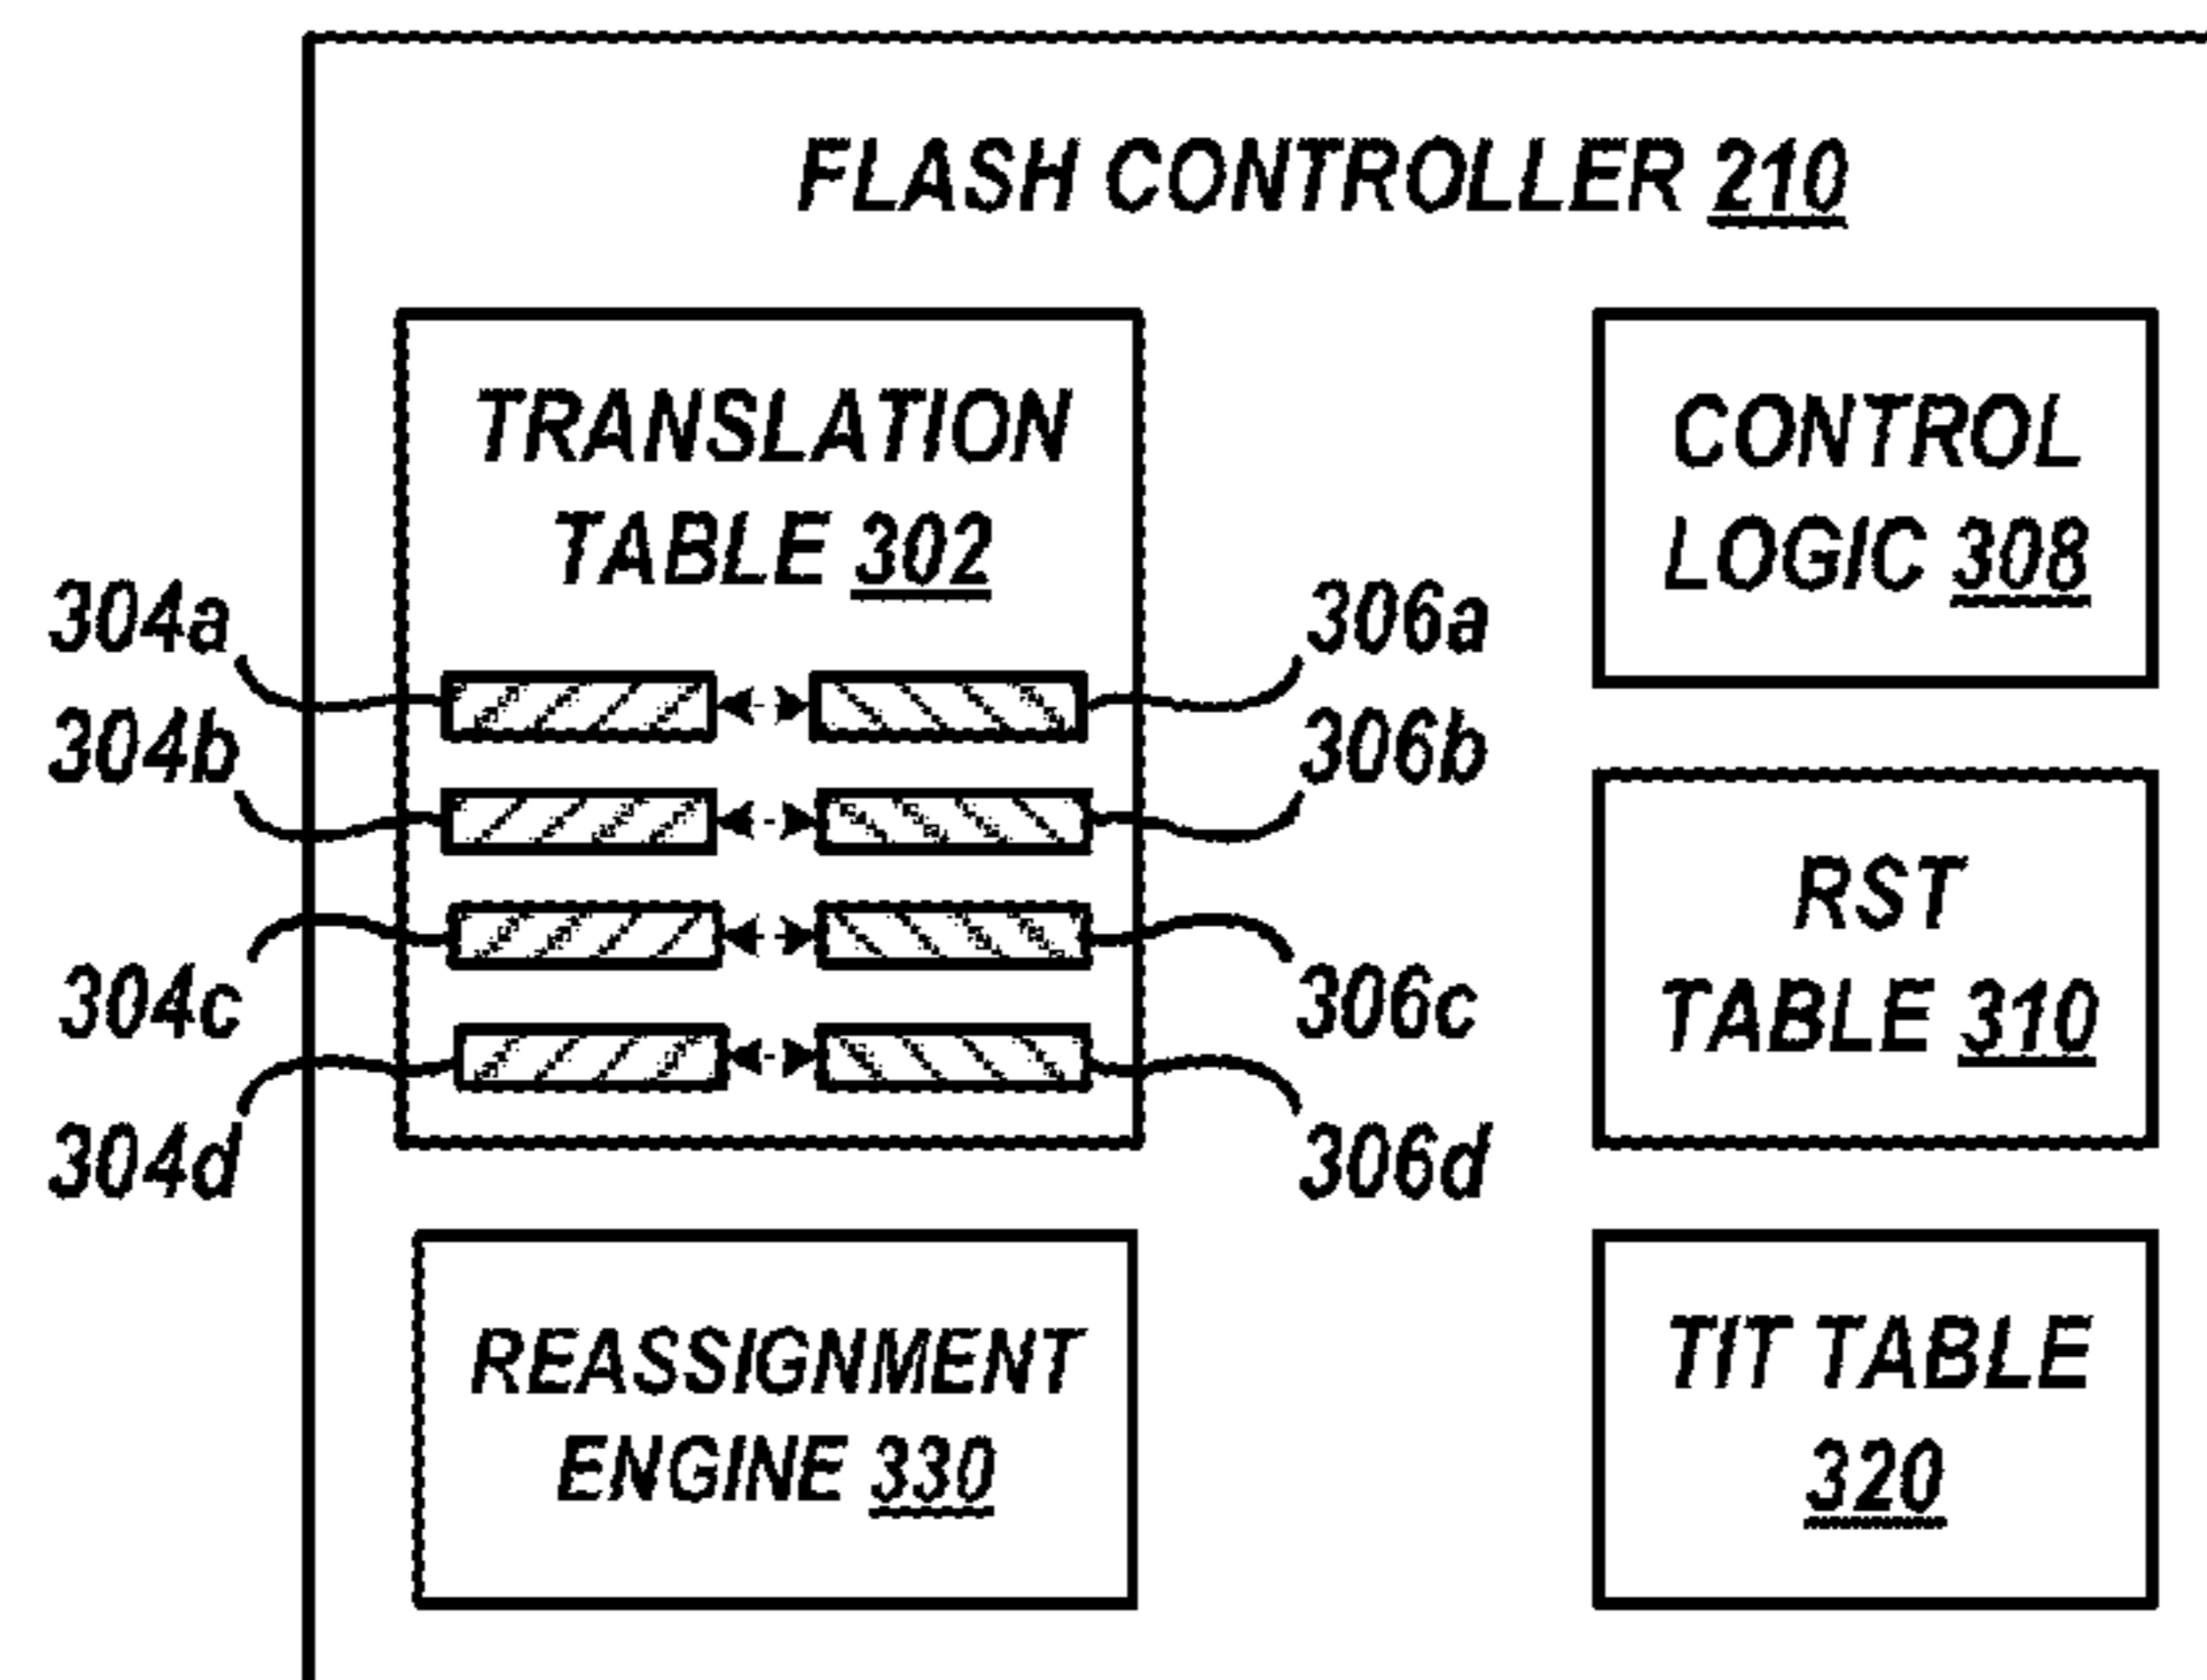 FLASH CONTROLLER 210
TRANSLATION
TABLE 302
304a
304b
304c
304d
306a
306b
306c
306d
CONTROL
LOGIC 308
RST
TABLE 310
REASSIGNMENT
ENGINE 330
TIT TABLE
320